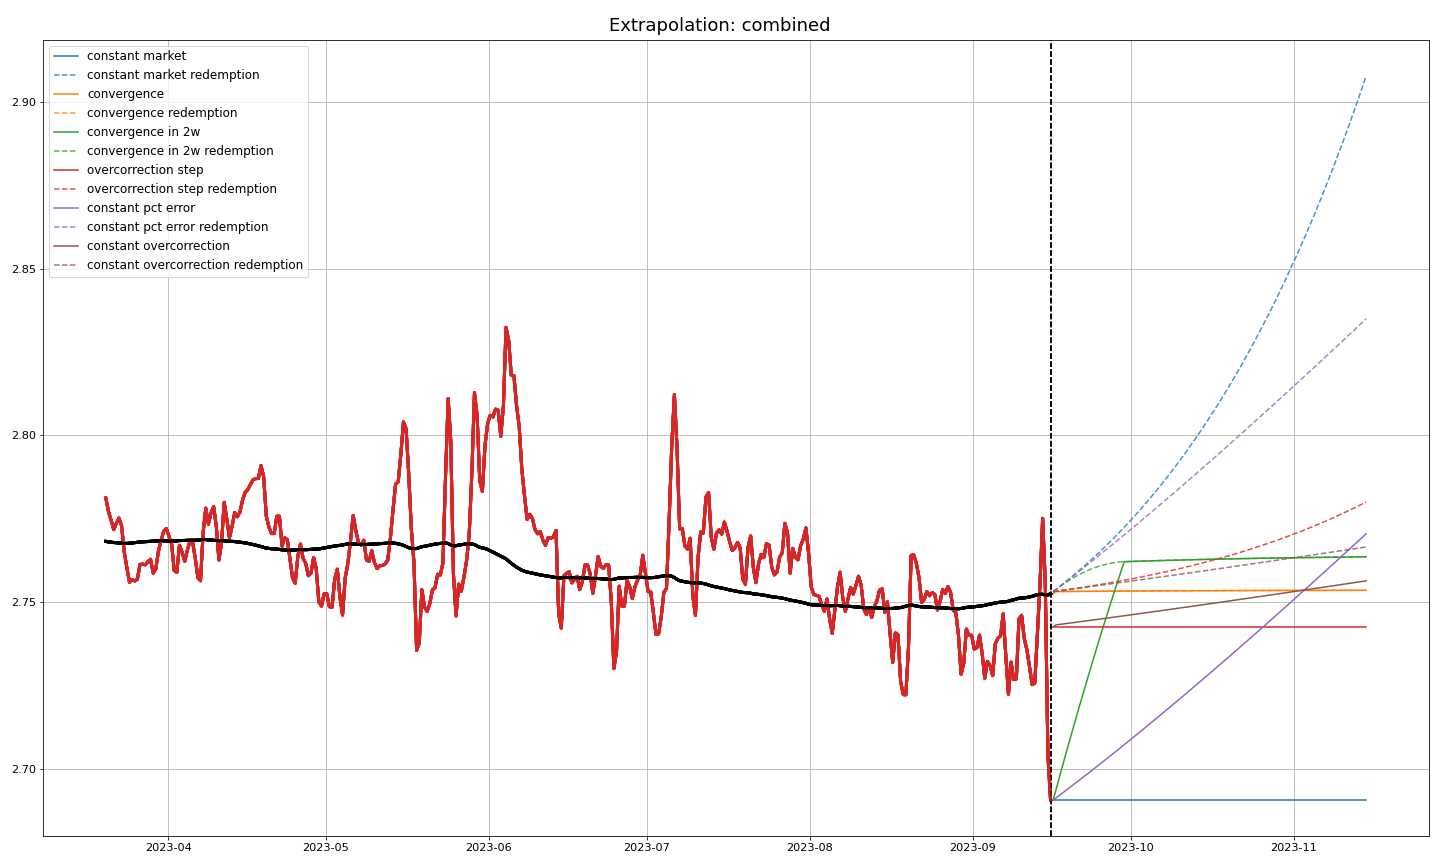 Extrapolation: combined
constant market
constant market redemption
convergence
convergence redemption
convergence in 2w
convergence in 2w redemption
overcorrection step
overcorrection step redemption
constant pct error
constant pct error redemption
constant overcorrection
constant overcorrection redemption
2.90
2.85
2.80
2.75
2.70
2023-04
2023-05
2023-06
2023-07
2023-08
2023-09
2023-10
2023-11